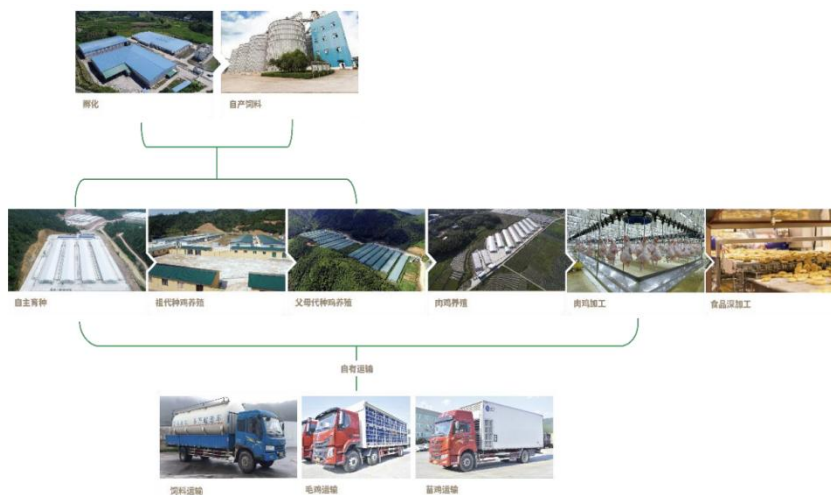 孵化
自产饲料
自主育种
祖代种鸡养殖
父母代种鸡养殖
肉鸡养殖
肉鸡加工
食品深加工
自有运输
饲料运输
毛鸡运输
苗鸡运输